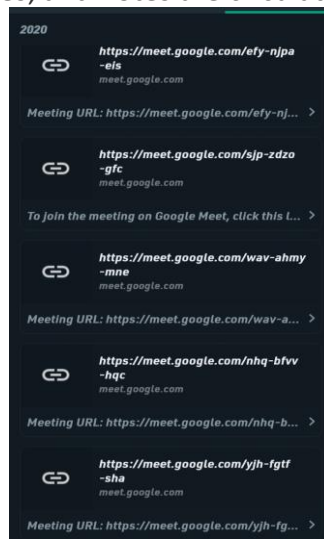 2020
https://meet.google.com/efy-njpa
-eis
meet.google.com
Meeting URL: https://meet.google.com/efy-nj... >
https://meet.google.com/sjp-zdzo
-gfc
meet.google.com
To join the meeting on Google Meet, click this l... >
https://meet.google.com/wav-ahmy
-mne
meet.google.com
Meeting URL: https://meet.google.com/wav-a... >
https://meet.google.com/nhq-bfvv
-hqc
meet.google.com
Meeting URL: https://meet.google.com/nhq-b... >
https://meet.google.com/yjh-fgtf
-sha
meet.google.com
Meeting URL: https://meet.google.com/yjh-fg... >